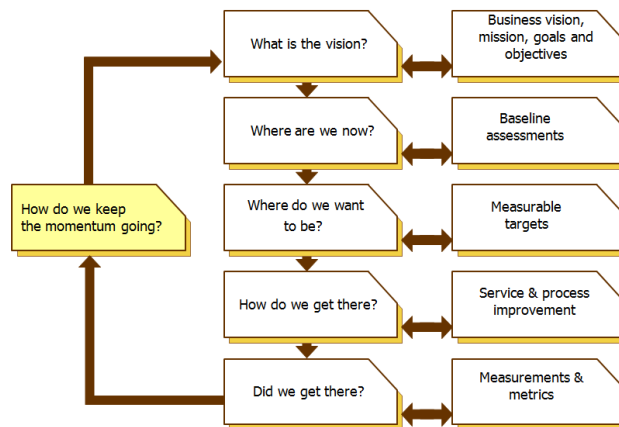 What is the vision?
Business vision,
mission, goals and
objectives
Where are we now?
Baseline
assessments
How do we keep
the momentum going?
Where do we want
to be?
Measurable
targets
How do we get there?
Service & process
improvement
Did we get there?
Measurements &
metrics